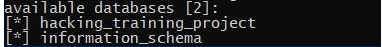 available databases [2]:
[*] hacking_training_project
[*] information_schema